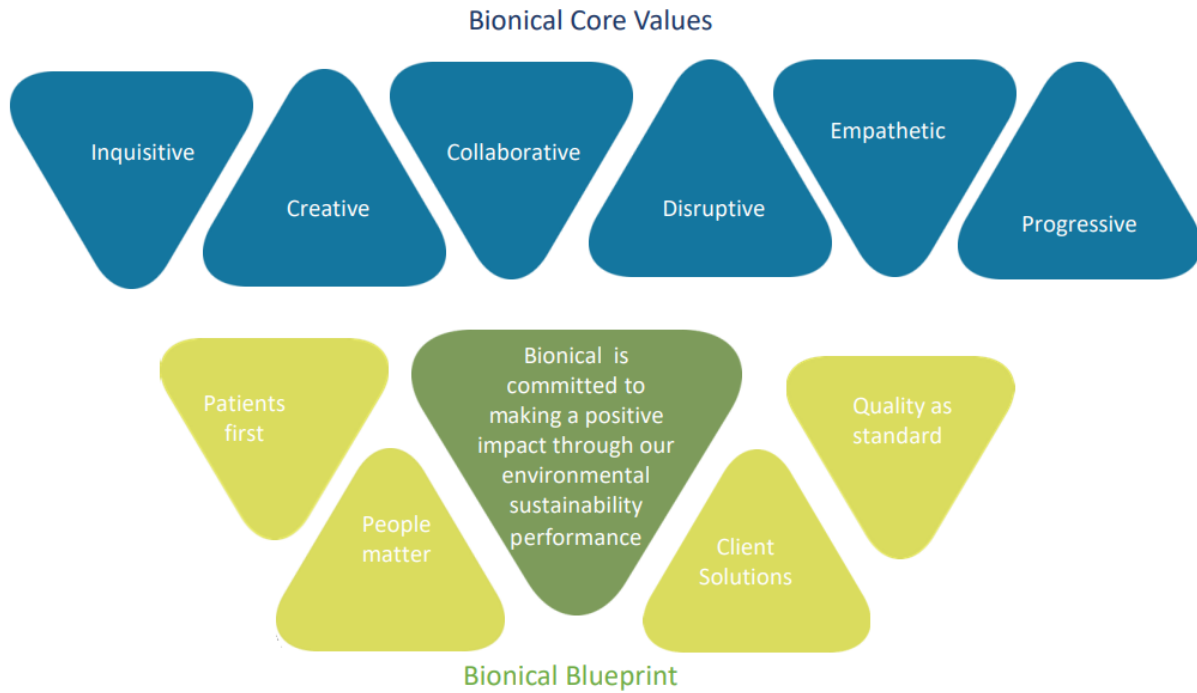 Bionical Core Values
Inquisitive
Creative
Collaborative
Disruptive
Empathetic
Progressive
Patients
first
People
matter
Bionical is
committed to
making a positive
impact through our
environmental
sustainability
performance
Client
Solutions
Quality as
standard
Bionical Blueprint